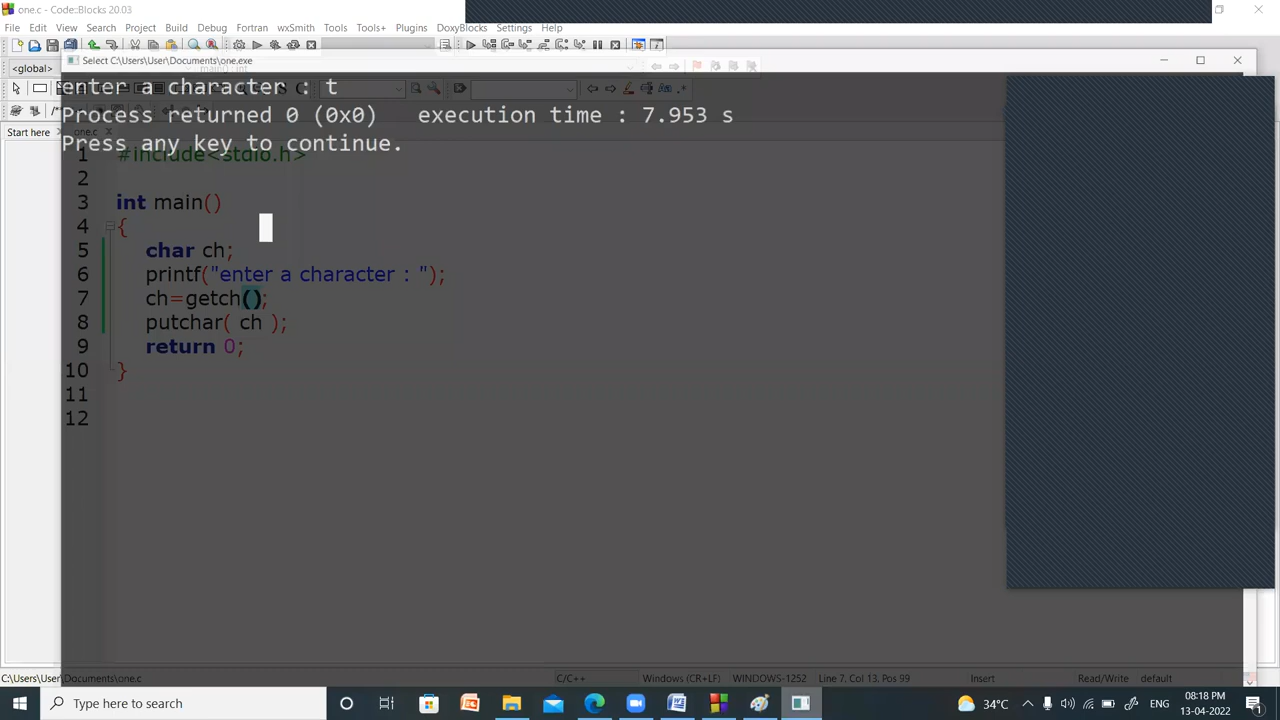 one.c - Code::Blocks 20.03
File Edit View Search Project Build Debug Fortran wxSmith Tools Tools+ Plugins DoxyBlocks Settings Help
<global>
Select C:\Users\User\Documents\one.exe
main() : int
enter a character : t
Process returned 0 (0x0)   execution time : 7.953 s
Press any key to continue.
Start here
one.c
1 #include<stdio.h>
2
3 int main()
4 {
5 char ch;
6 printf("enter a character : ");
7 ch=getch();
8 putchar( ch );
9 return 0;
10 }
11
12
C:\Users\User\Documents\one.c C/C++ Windows (CR+LF) WINDOWS-1252 Line 7, Col 13, Pos 99 Insert Read/Write default
Type here to search
34°C ENG 08:18 PM
13-04-2022